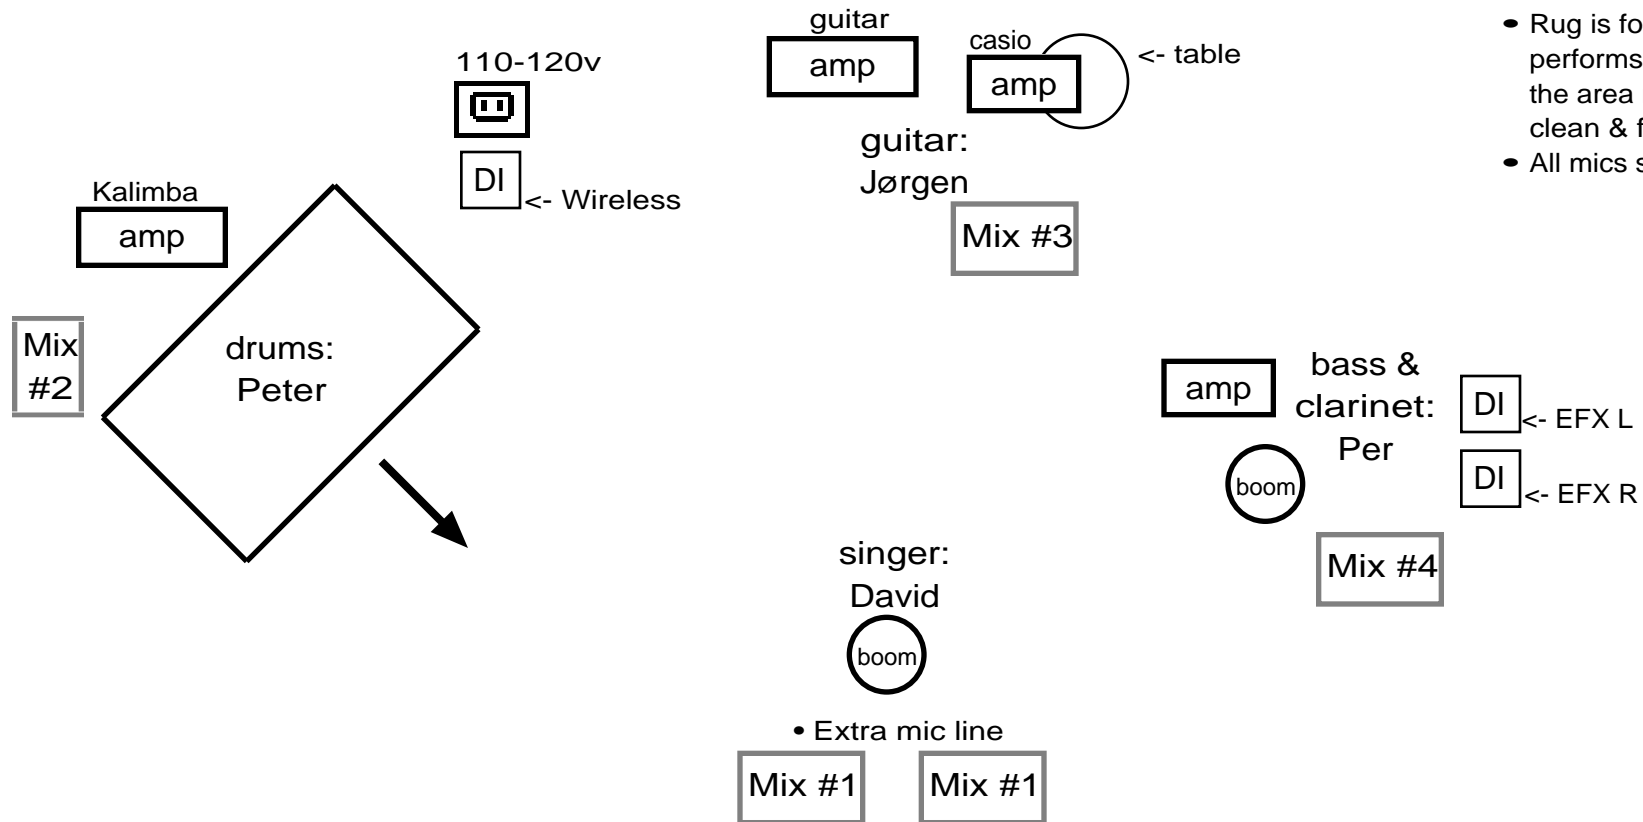 guitar
amp
casio
amp
<- table
110-120v
DI
<- Wireless
guitar:
Jørgen
Mix #3
• Rug is fo
performs
the area
clean & f
• All mics s
Kalimba
amp
Mix
#2
drums:
Peter
amp
bass &
clarinet:
Per
boom
DI
<- EFX L
DI
<- EFX R
Mix #4
singer:
David
boom
• Extra mic line
Mix #1
Mix #1